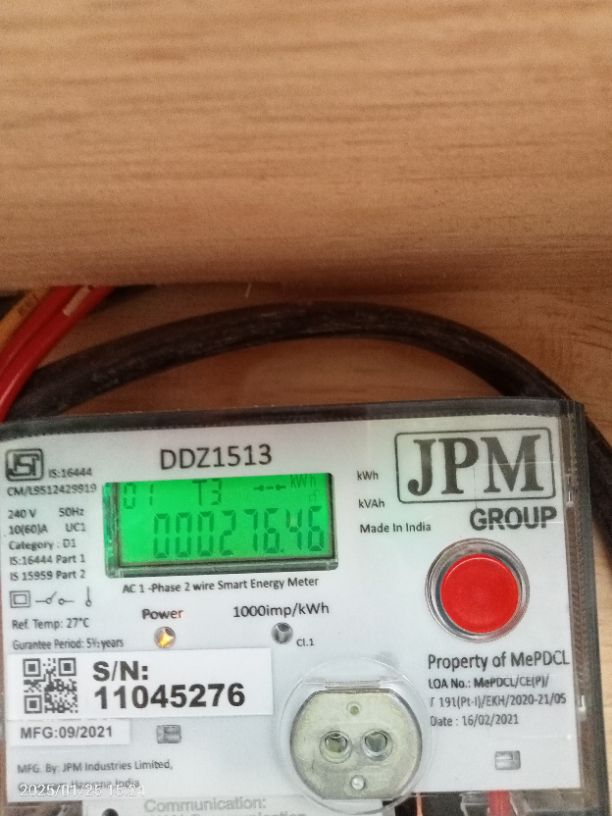 DDZ1513
IS:16444
CM/L9512429919
240 V 50Hz
10(60)A UC1
Category : D1
IS:16444 Part 1
IS 15959 Part 2
01 T3 kWh
000276.46
kWh
kVAh
Made In India
JPM
GROUP
AC 1 -Phase 2 wire Smart Energy Meter
Ref. Temp: 27°C
Gurantee Period: 5½ years
Power
1000imp/kWh
Cl.1
S/N:
11045276
MFG:09/2021
Property of MePDCL
LOA No.: MePDCL/CE(P)/
T 191(Pt-I)/EKH/2020-21/05
Date : 16/02/2021
MFG. By: JPM Industries Limited,
Haryana India
Communication: